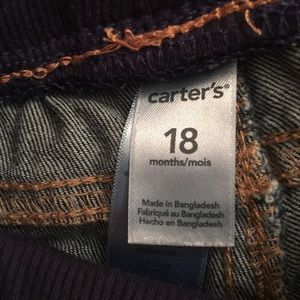 carter's®
18
months/mois
Made in Bangladesh
Fabriqué au Bangladesh
Hecho en Bangladesh